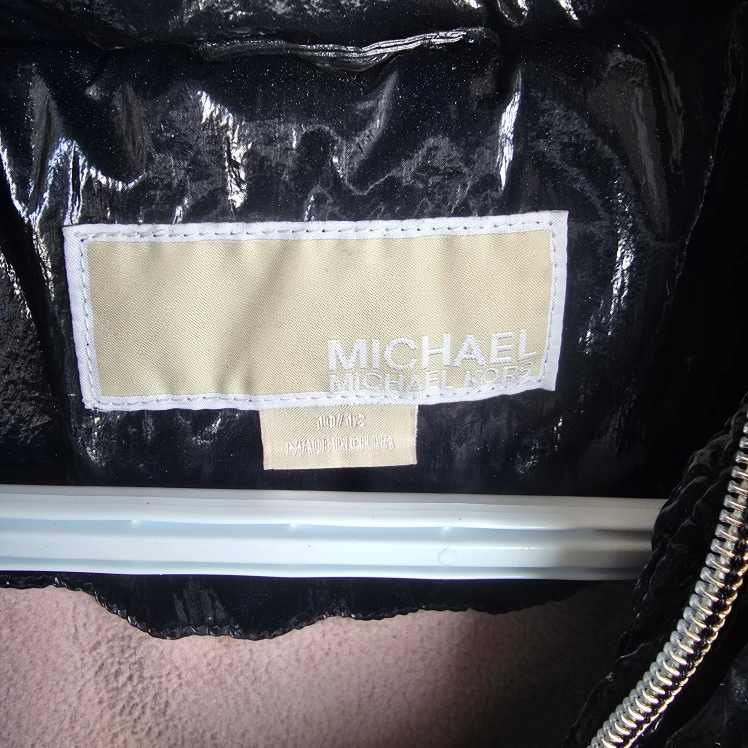 MICHAEL
MICHAEL KORS
10/12
MADE IN CHINA